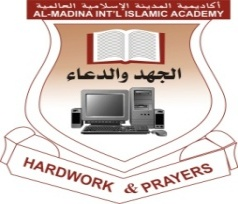 أكاديمية المدينة الإسلامية العالمية
AL-MADINA INT'L ISLAMIC ACADEMY
الجهد والدعاء
HARDWORK & PRAYERS